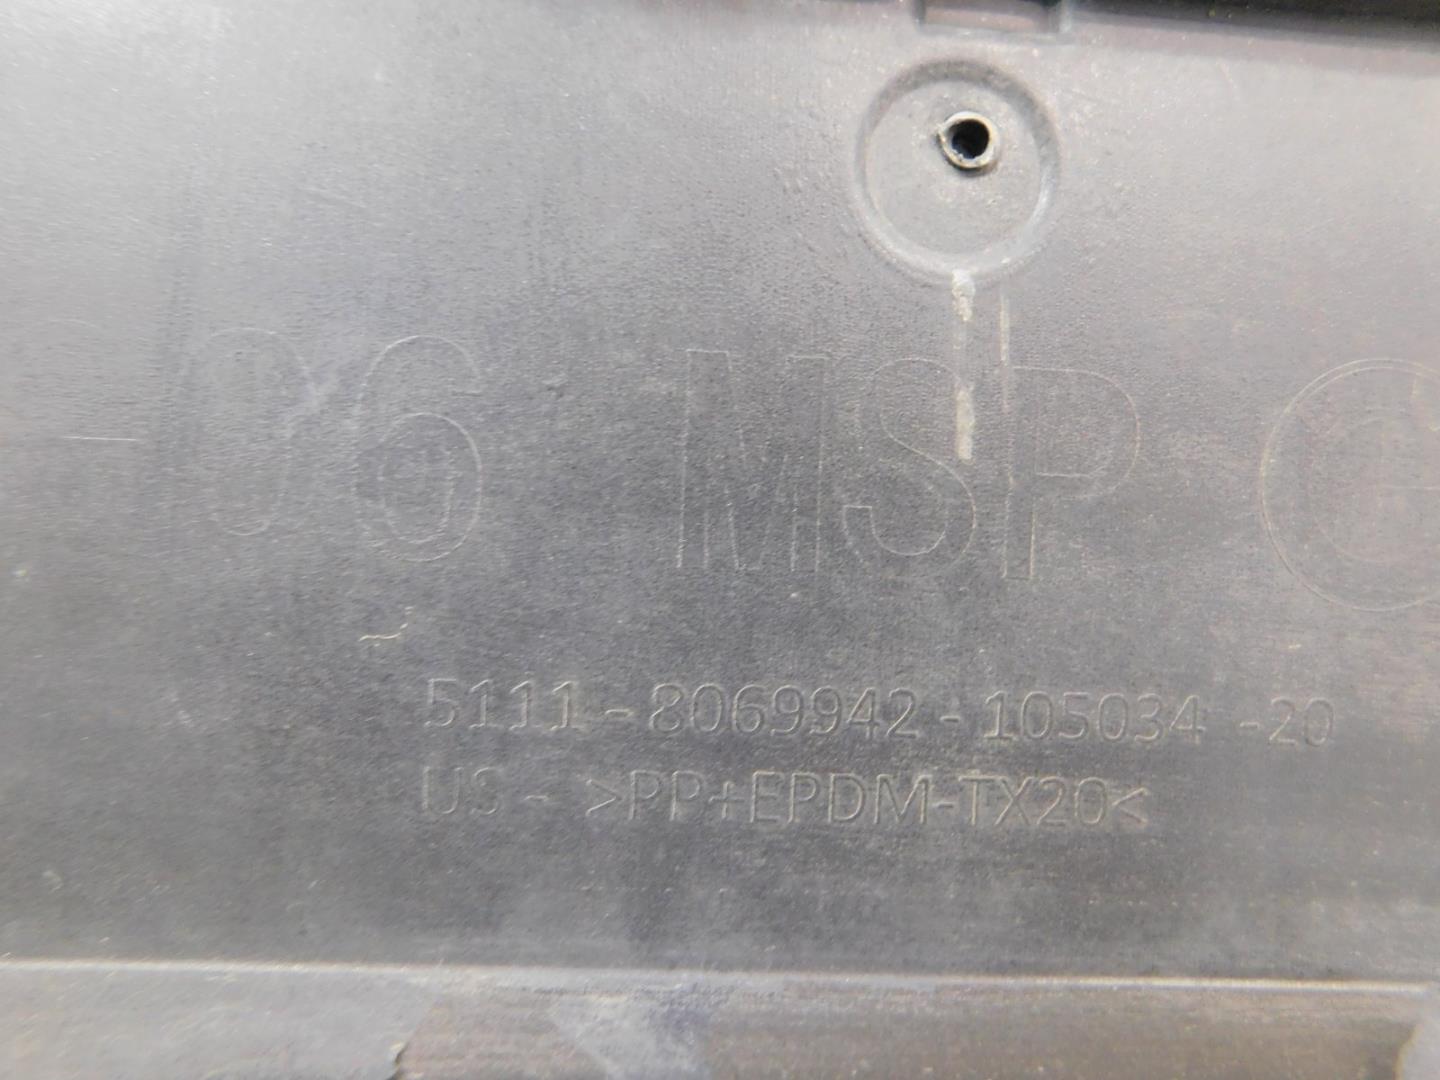 06 MSP
5111-8069942-105034 -20
US - >PP+EPDM-TX20<